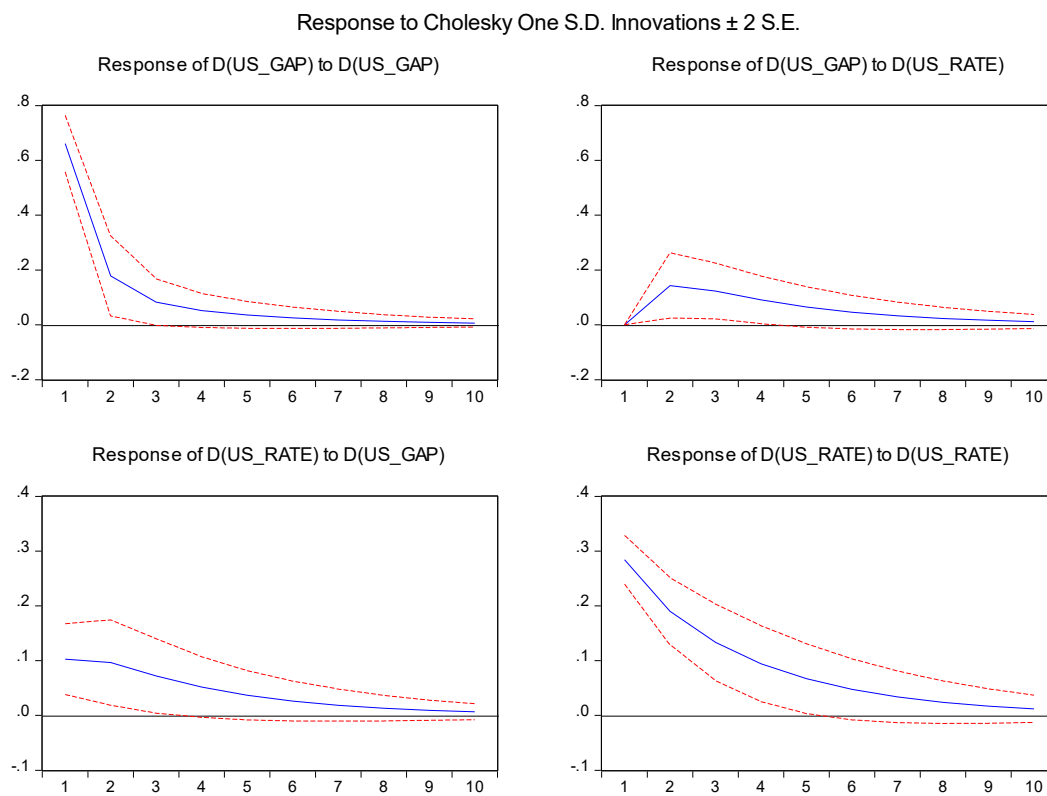 Response to Cholesky One S.D. Innovations ± 2 S.E.
Response of D(US_GAP) to D(US_GAP)
.8
.6
.4
.2
.0
-.2
1 2 3 4 5 6 7 8 9 10
Response of D(US_GAP) to D(US_RATE)
.8
.6
.4
.2
.0
-.2
1 2 3 4 5 6 7 8 9 10
Response of D(US_RATE) to D(US_GAP)
.4
.3
.2
.1
.0
-.1
1 2 3 4 5 6 7 8 9 10
Response of D(US_RATE) to D(US_RATE)
.4
.3
.2
.1
.0
-.1
1 2 3 4 5 6 7 8 9 10